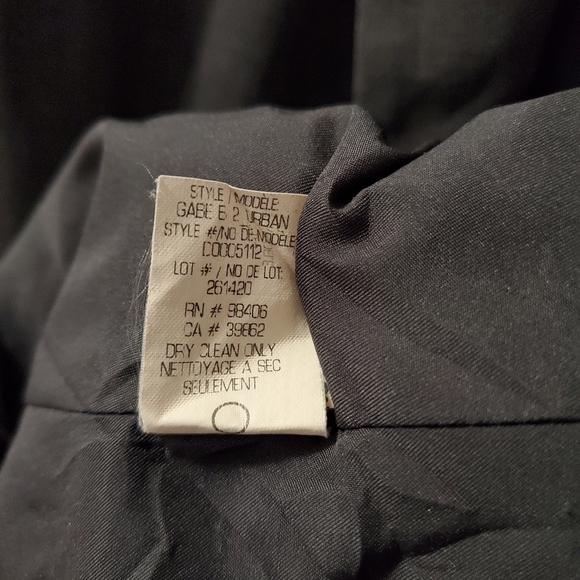 STYLE / MODÈLE
GABE B 2 URBAN
STYLE #/NO DE MODÈLE
C0005112
LOT # / NO DE LOT:
261420
RN # 98406
CA # 39862
DRY CLEAN ONLY
NETTOYAGE A SEC
SEULEMENT